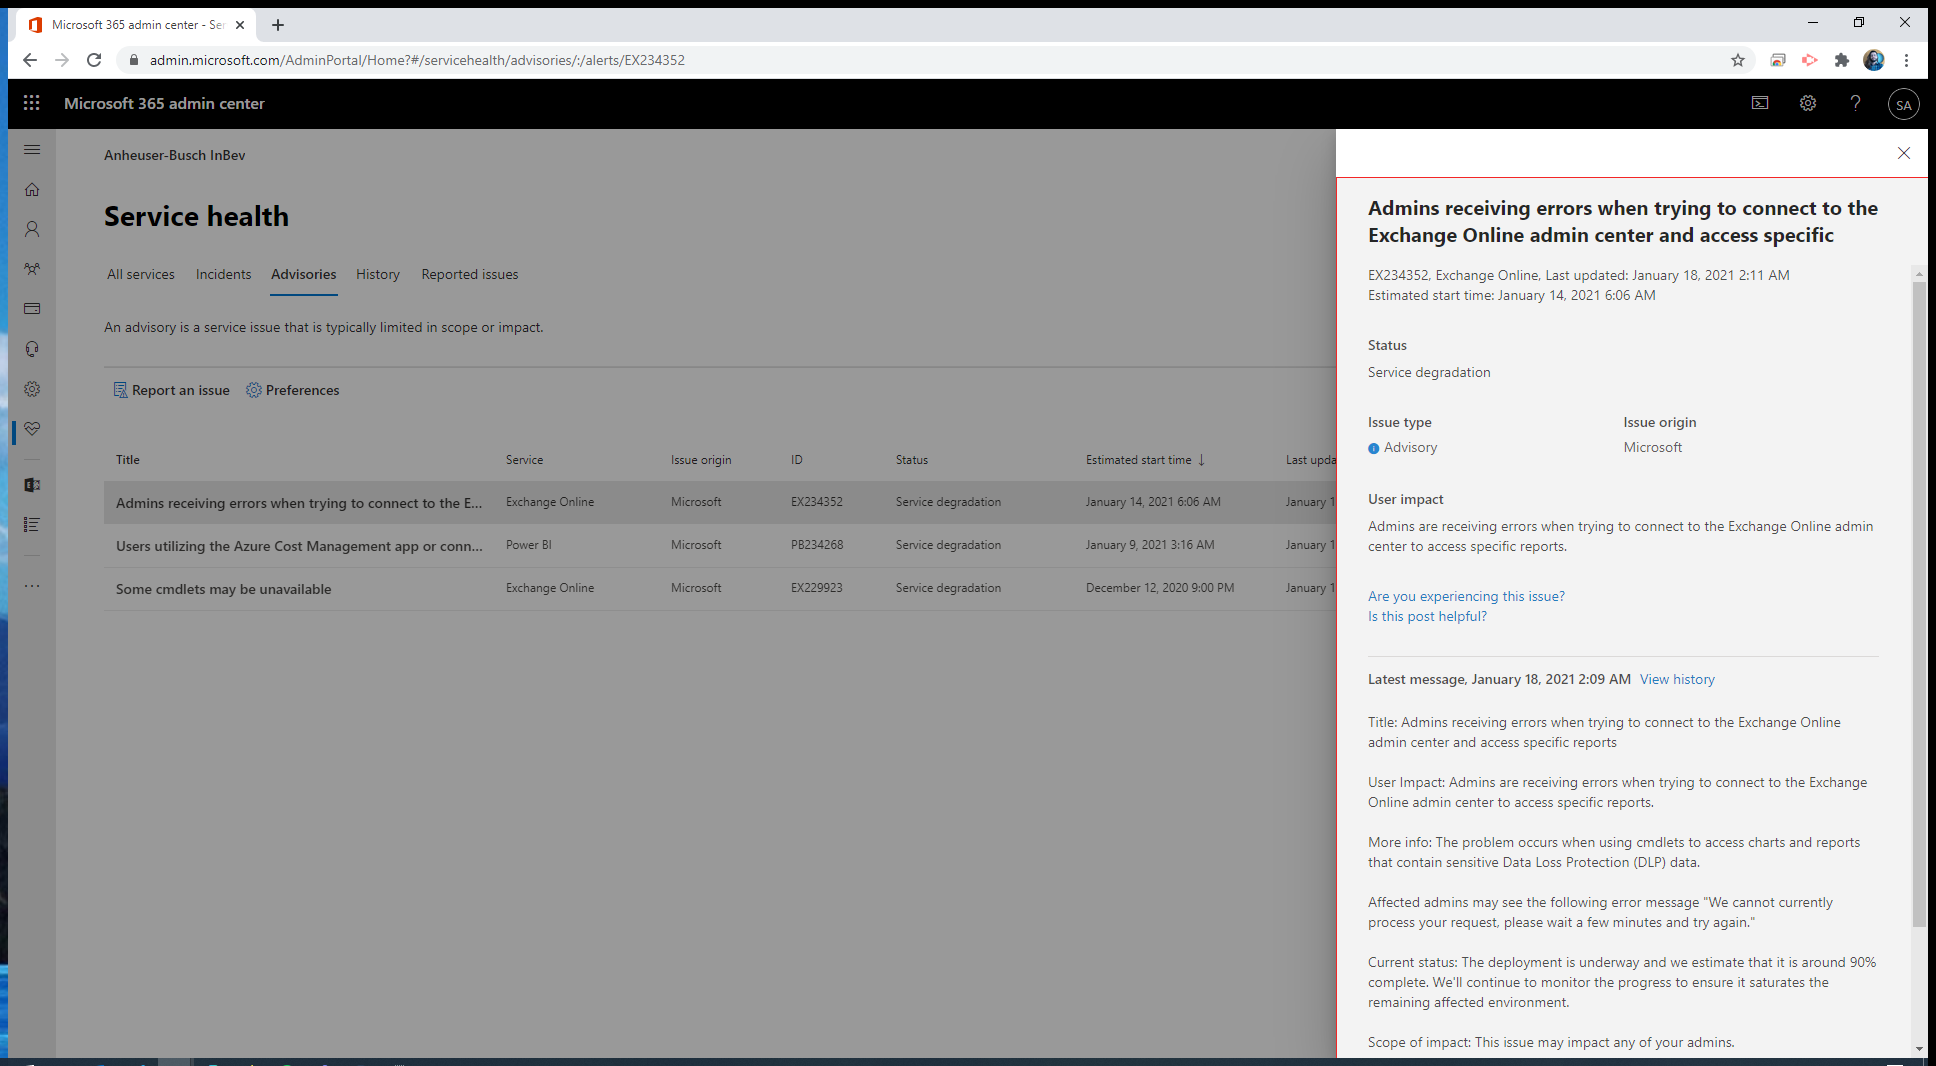 Microsoft 365 admin center - Ser
admin.microsoft.com/AdminPortal/Home?#/servicehealth/advisories/:/alerts/EX234352
Microsoft 365 admin center
SA
Anheuser-Busch InBev
Service health
All services Incidents Advisories History Reported issues
An advisory is a service issue that is typically limited in scope or impact.
Report an issue Preferences
Title Service Issue origin ID Status Estimated start time ↓ Last upda
Admins receiving errors when trying to connect to the E... Exchange Online Microsoft EX234352 Service degradation January 14, 2021 6:06 AM January 1
Users utilizing the Azure Cost Management app or conn... Power BI Microsoft PB234268 Service degradation January 9, 2021 3:16 AM January 1
Some cmdlets may be unavailable Exchange Online Microsoft EX229923 Service degradation December 12, 2020 9:00 PM January 1
Admins receiving errors when trying to connect to the
Exchange Online admin center and access specific
EX234352, Exchange Online, Last updated: January 18, 2021 2:11 AM
Estimated start time: January 14, 2021 6:06 AM
Status
Service degradation
Issue type Issue origin
Advisory Microsoft
User impact
Admins are receiving errors when trying to connect to the Exchange Online admin
center to access specific reports.
Are you experiencing this issue?
Is this post helpful?
Latest message, January 18, 2021 2:09 AM View history
Title: Admins receiving errors when trying to connect to the Exchange Online
admin center and access specific reports
User Impact: Admins are receiving errors when trying to connect to the Exchange
Online admin center to access specific reports.
More info: The problem occurs when using cmdlets to access charts and reports
that contain sensitive Data Loss Protection (DLP) data.
Affected admins may see the following error message "We cannot currently
process your request, please wait a few minutes and try again."
Current status: The deployment is underway and we estimate that it is around 90%
complete. We'll continue to monitor the progress to ensure it saturates the
remaining affected environment.
Scope of impact: This issue may impact any of your admins.